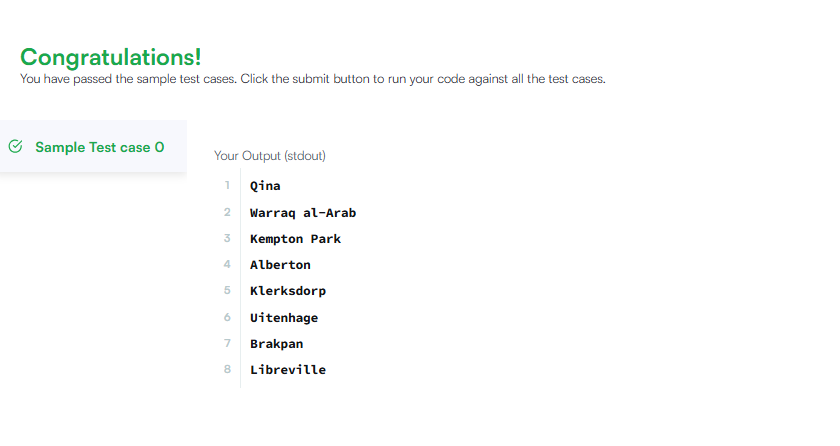 Congratulations!
You have passed the sample test cases. Click the submit button to run your code against all the test cases.
Sample Test case 0
Your Output (stdout)
1 Qina
2 Warraq al-Arab
3 Kempton Park
4 Alberton
5 Klerksdorp
6 Uitenhage
7 Brakpan
8 Libreville